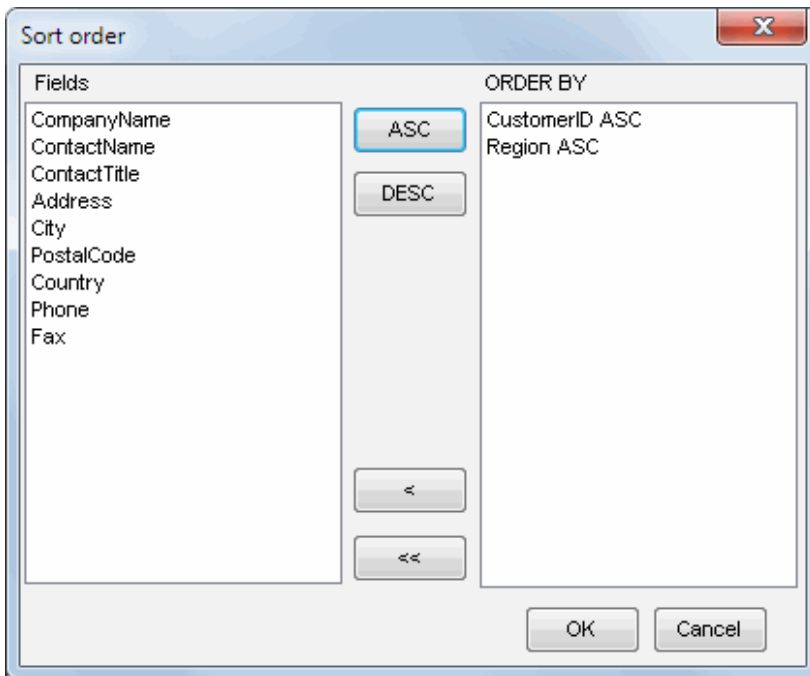 Sort order
X
Fields
CompanyName
ContactName
ContactTitle
Address
City
PostalCode
Country
Phone
Fax
ASC
DESC
<
<<
ORDER BY
CustomerID ASC
Region ASC
OK
Cancel